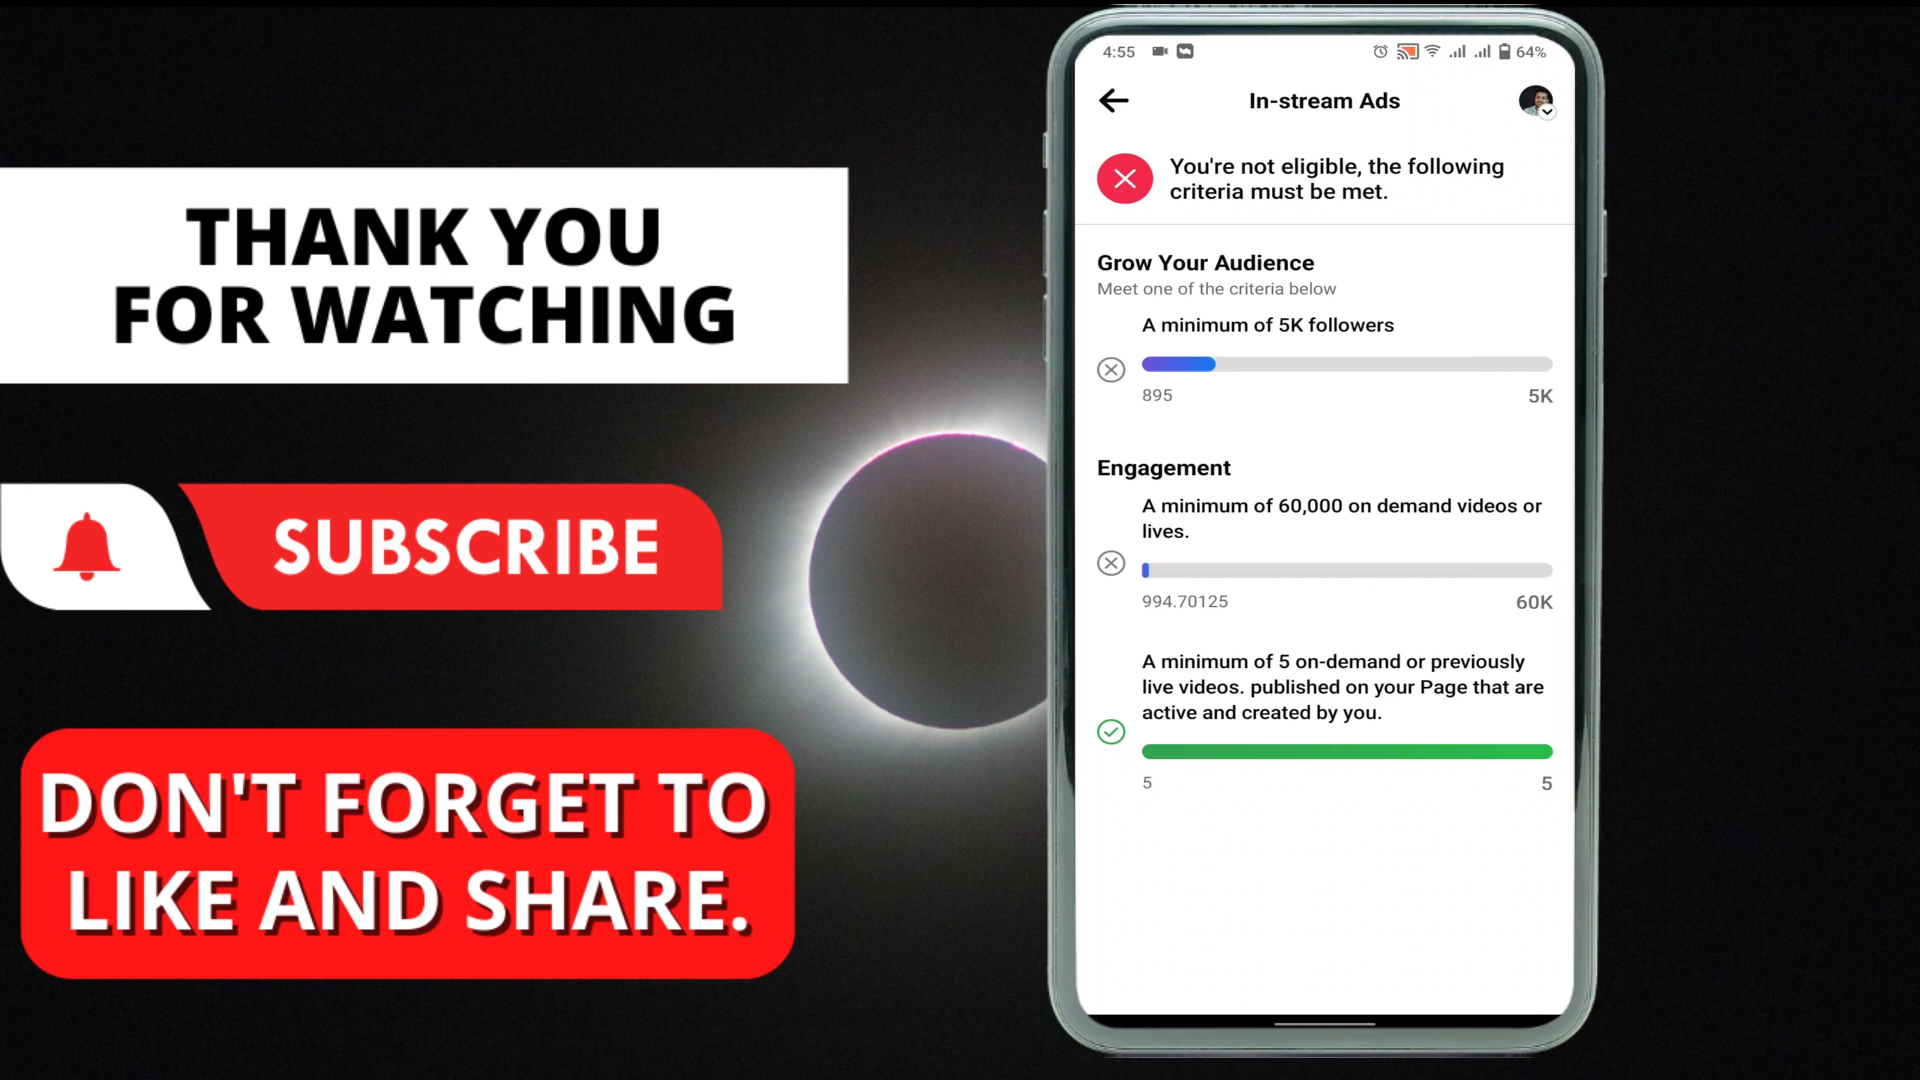 THANK YOU
FOR WATCHING
SUBSCRIBE
DON'T FORGET TO
LIKE AND SHARE.
4:55
64%
In-stream Ads
You're not eligible, the following
criteria must be met.
Grow Your Audience
Meet one of the criteria below
A minimum of 5K followers
895
5K
Engagement
A minimum of 60,000 on demand videos or
lives.
994.70125
60K
A minimum of 5 on-demand or previously
live videos. published on your Page that are
active and created by you.
5
5